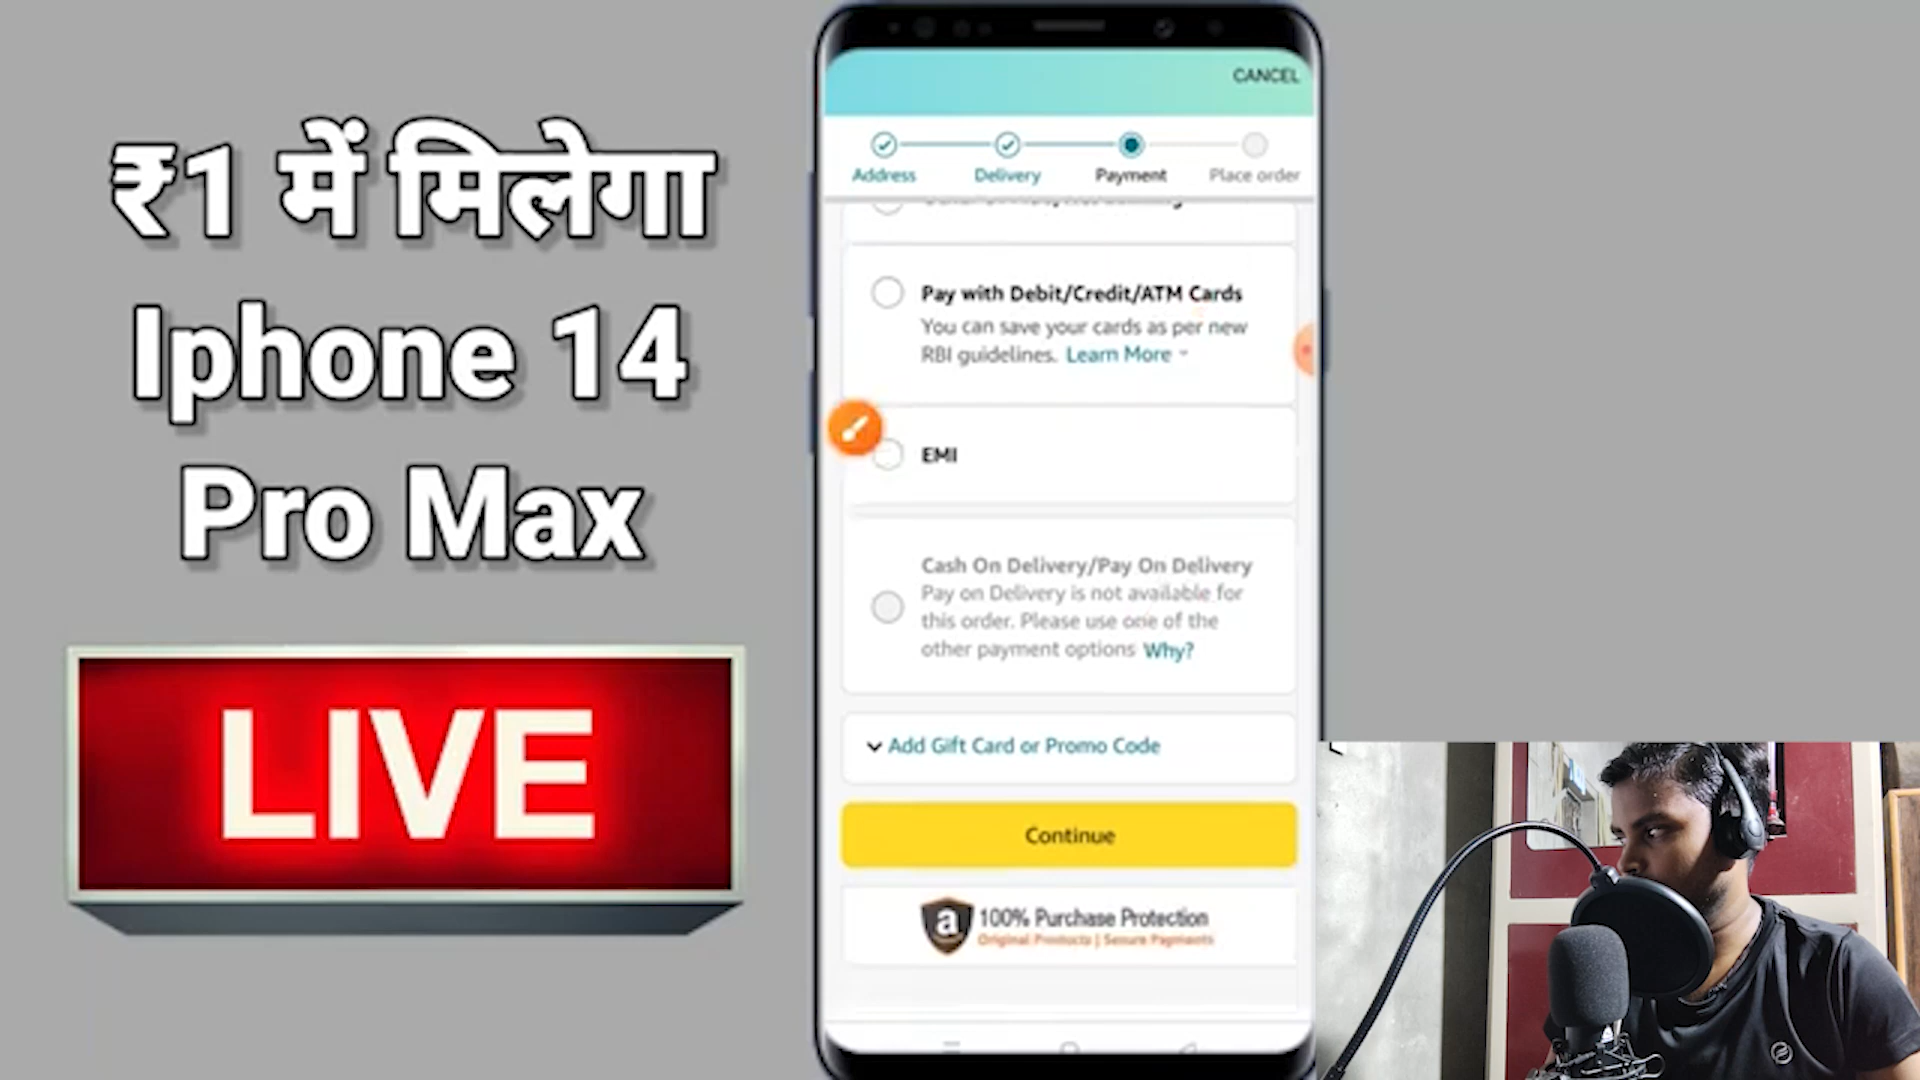 ₹1 में मिलेगा
Iphone 14
Pro Max
LIVE
CANCEL
Address
Delivery
Payment
Place order
Pay with Debit/Credit/ATM Cards
You can save your cards as per new
RBI guidelines. Learn More
EMI
Cash On Delivery/Pay On Delivery
Pay on Delivery is not available for
this order. Please use one of the
other payment options Why?
Add Gift Card or Promo Code
Continue
a
100% Purchase Protection
Original Products | Secure Payments